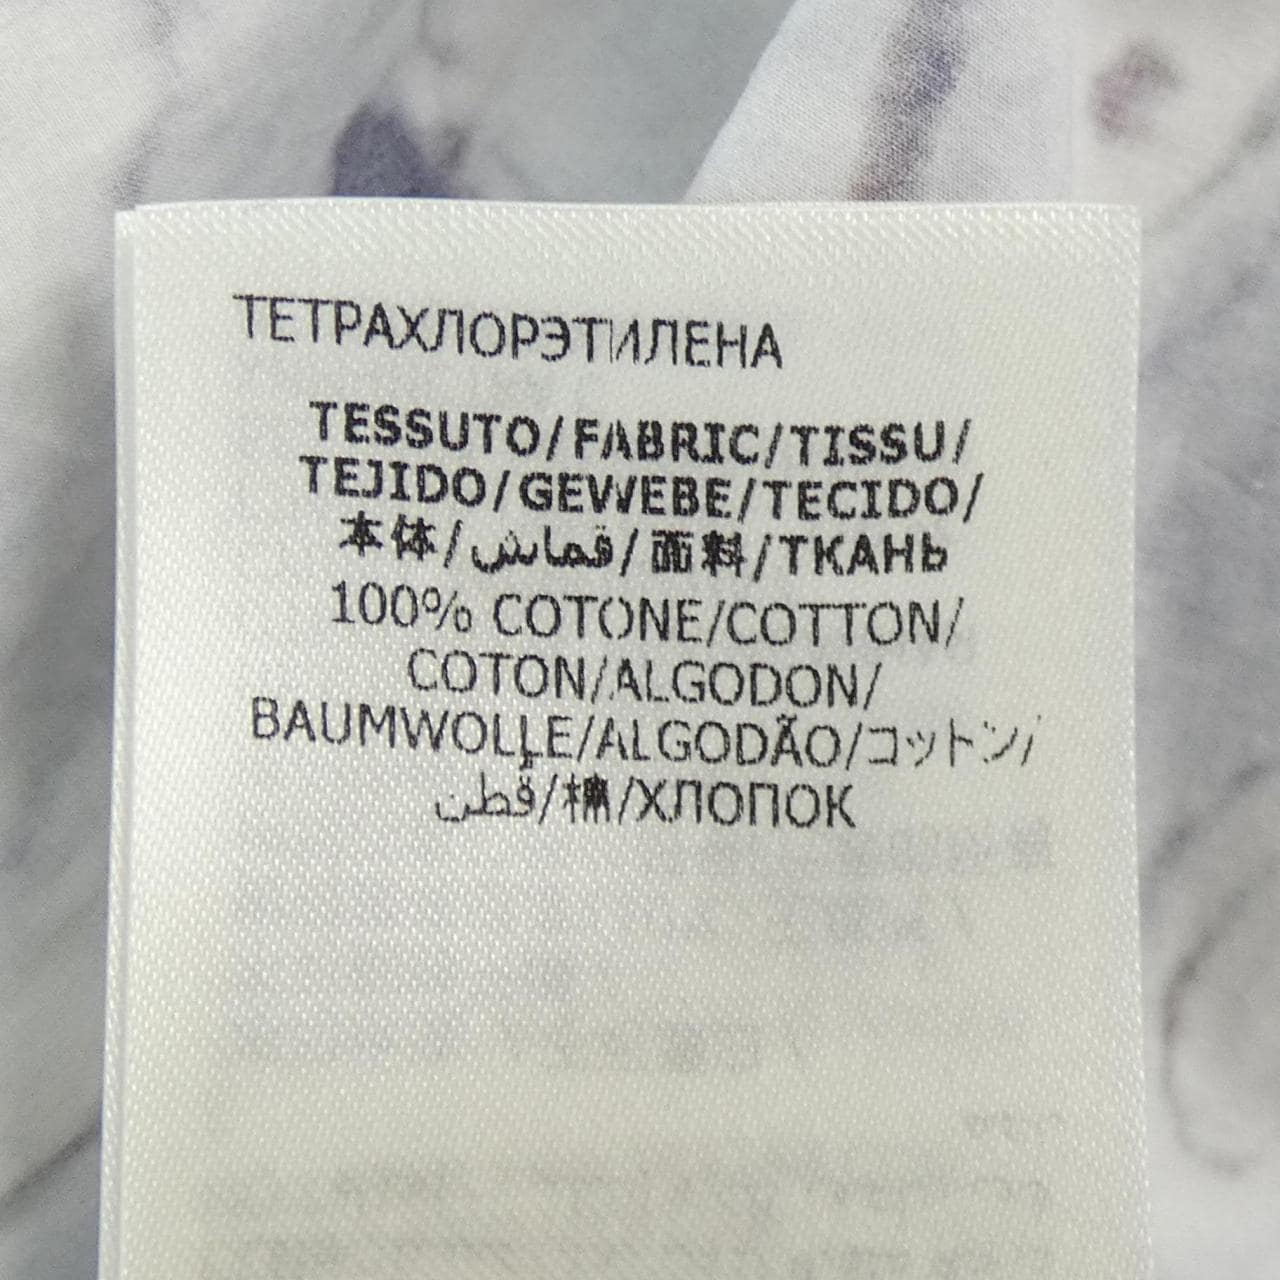 ТЕТРАХЛОРЭТИЛЕНА
TESSUTO/FABRIC/TISSU/
TEJIDO/GEWEBE/TECIDO/
本体/قماش/面料/ТКАНЬ
100% COTONE/COTTON/
COTON/ALGODON/
BAUMWOLLE/ALGODÃO/コットン/
قطن/棉/ХЛОПОК